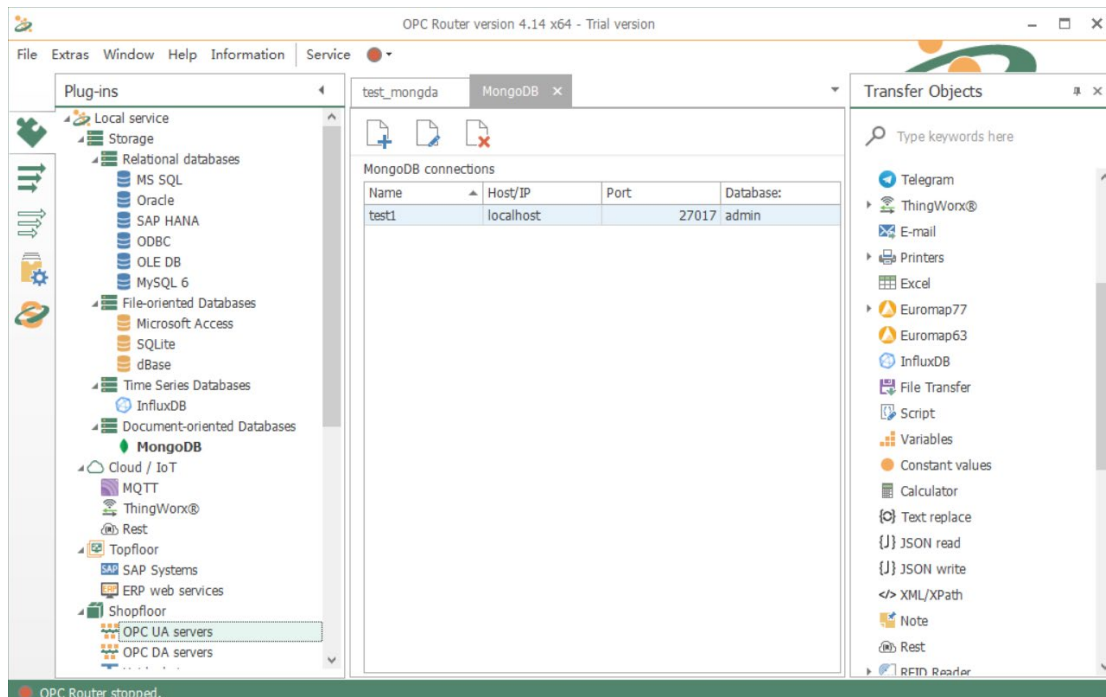 OPC Router version 4.14 x64 - Trial version
File Extras Window Help Information Service
Plug-ins
Local service
Storage
Relational databases
MS SQL
Oracle
SAP HANA
ODBC
OLE DB
MySQL 6
File-oriented Databases
Microsoft Access
SQLite
dBase
Time Series Databases
InfluxDB
Document-oriented Databases
MongoDB
Cloud / IoT
MQTT
ThingWorx®
Rest
Topfloor
SAP Systems
ERP web services
Shopfloor
OPC UA servers
OPC DA servers
test_mongda MongoDB
MongoDB connections
Name Host/IP Port Database:
test1 localhost 27017 admin
Transfer Objects
Type keywords here
Telegram
ThingWorx®
E-mail
Printers
Excel
Euromap77
Euromap63
InfluxDB
File Transfer
Script
Variables
Constant values
Calculator
Text replace
JSON read
JSON write
XML/XPath
Note
Rest
RFID Reader
OPC Router stopped.